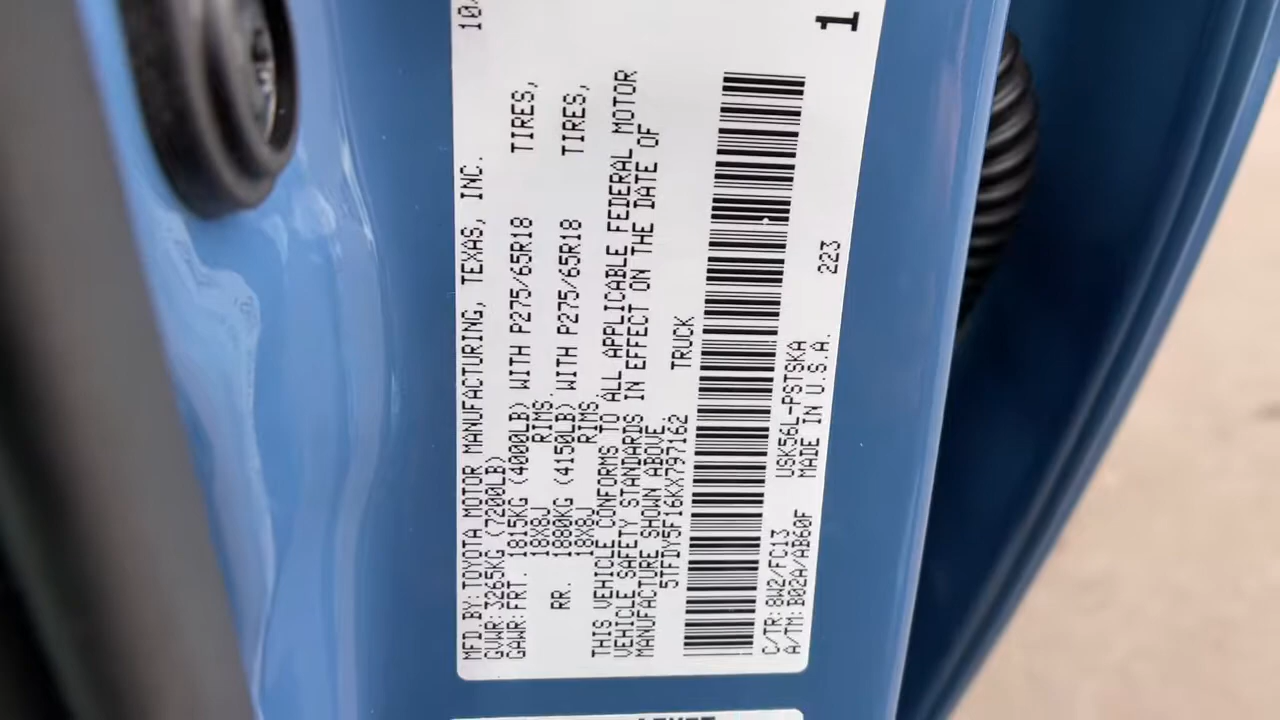 MFD.BY: TOYOTA MOTOR MANUFACTURING, TEXAS, INC. 10/
GVWR: 3265KG (7200LB)
GAWR: FRT. 1815KG (4000LB) WITH P275/65R18 TIRES,
18X8J RIMS,
RR. 1880KG (4150LB) WITH P275/65R18 TIRES,
18X8J RIMS,
THIS VEHICLE CONFORMS TO ALL APPLICABLE FEDERAL MOTOR
VEHICLE SAFETY STANDARDS IN EFFECT ON THE DATE OF
MANUFACTURE SHOWN ABOVE.
5TFDY5F16KX797162 TRUCK
C/TR: 8W2/FC13 USK56L-PSTSKA 223 1
A/TM: B02A/AB60F MADE IN U.S.A.